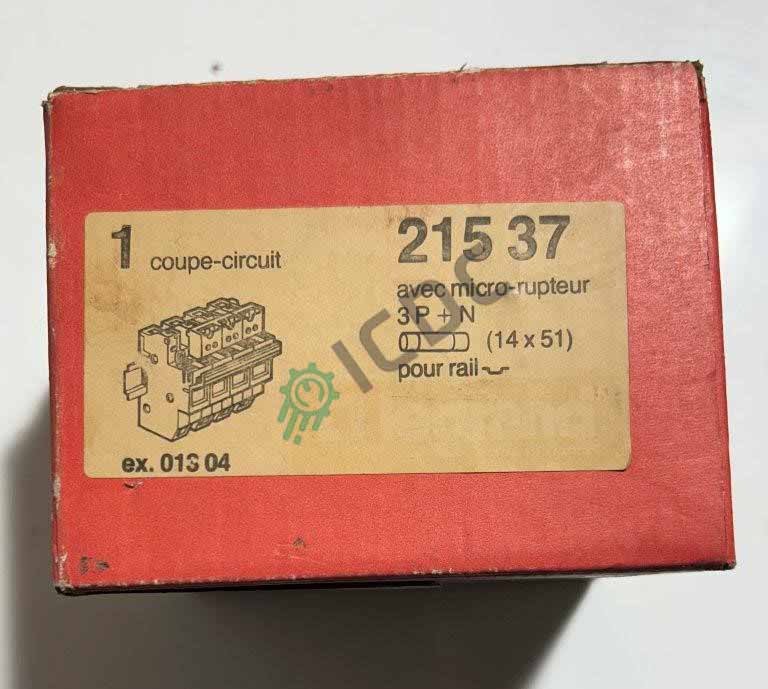 1 coupe-circuit
215 37
avec micro-rupteur
3 P + N
(14 x 51)
pour rail
ex. 013 04
ICDC